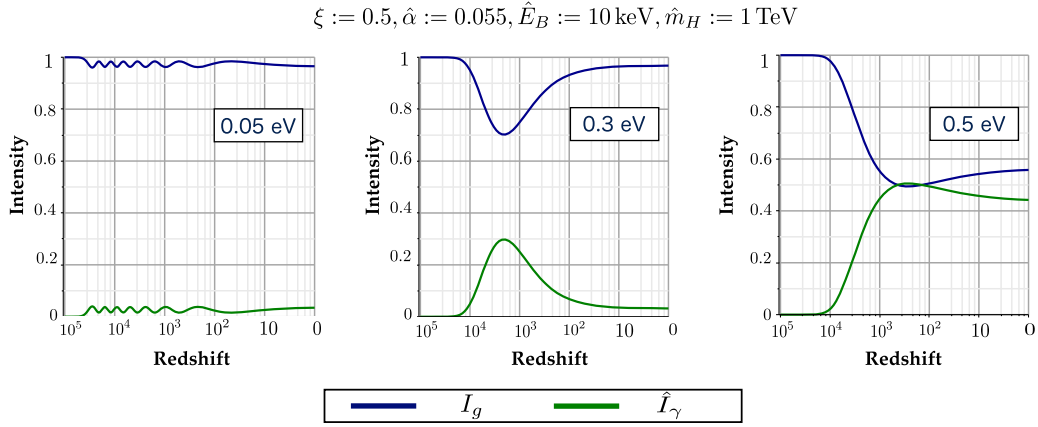 ξ := 0.5, α̂ := 0.055, Ê_B := 10 keV, m̂_H := 1 TeV
1
0.8
0.6
0.4
0.2
0
Intensity
0.05 eV
10^5 10^4 10^3 10^2 10 0
Redshift
1
0.8
0.6
0.4
0.2
0
Intensity
0.3 eV
10^5 10^4 10^3 10^2 10 0
Redshift
1
0.8
0.6
0.4
0.2
0
Intensity
0.5 eV
10^5 10^4 10^3 10^2 10 0
Redshift
I_g Î_γ